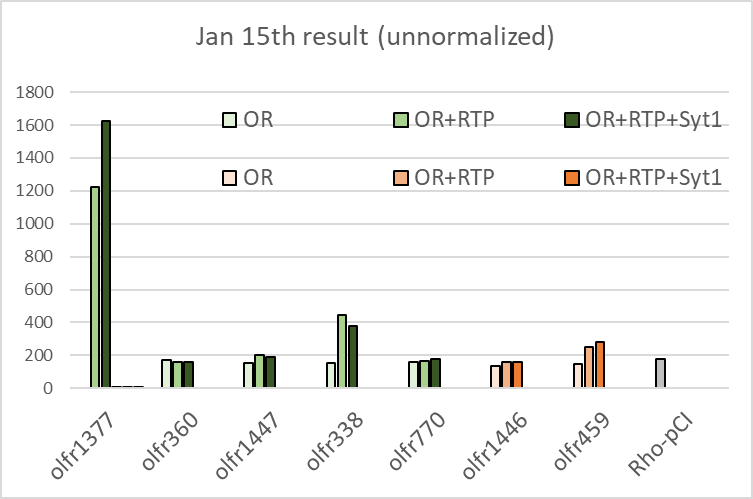 Jan 15th result (unnormalized)
1800
1600
1400
1200
1000
800
600
400
200
0
OR OR+RTP OR+RTP+Syt1
OR OR+RTP OR+RTP+Syt1
olfr1377 olfr360 olfr1447 olfr338 olfr770 olfr1446 olfr459 Rho-pCI